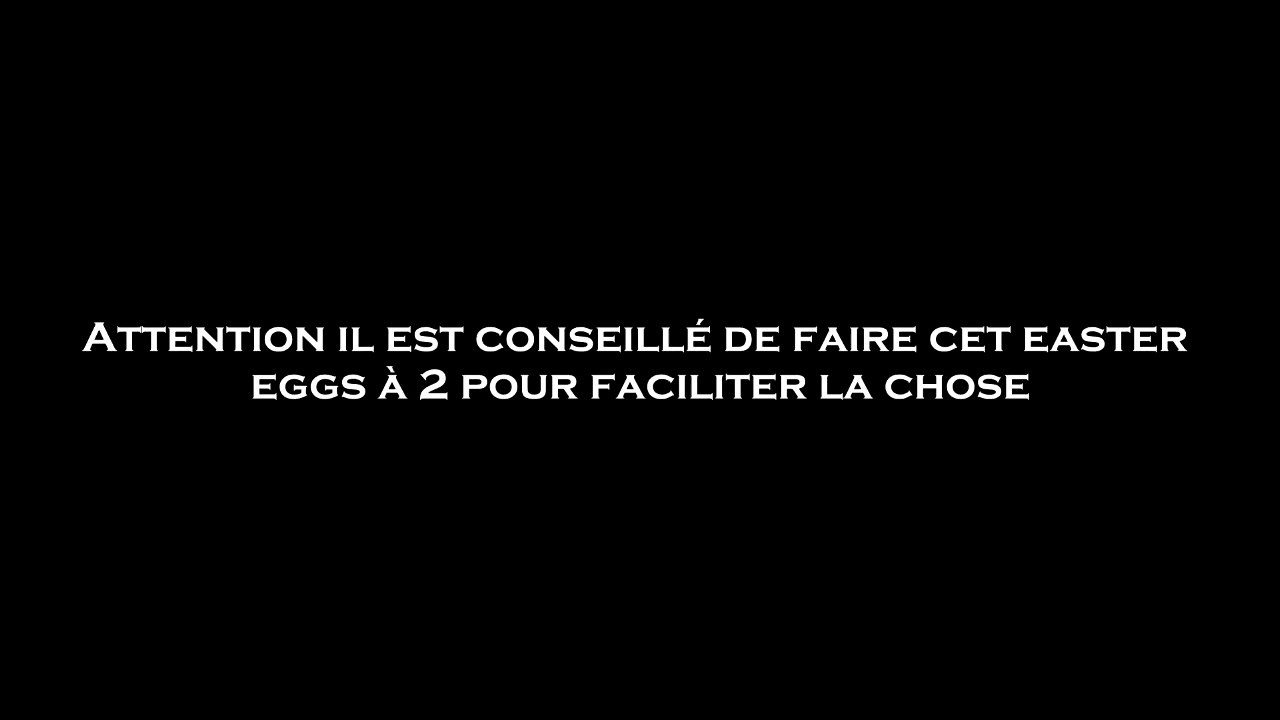 Attention il est conseillé de faire cet easter
eggs à 2 pour faciliter la chose